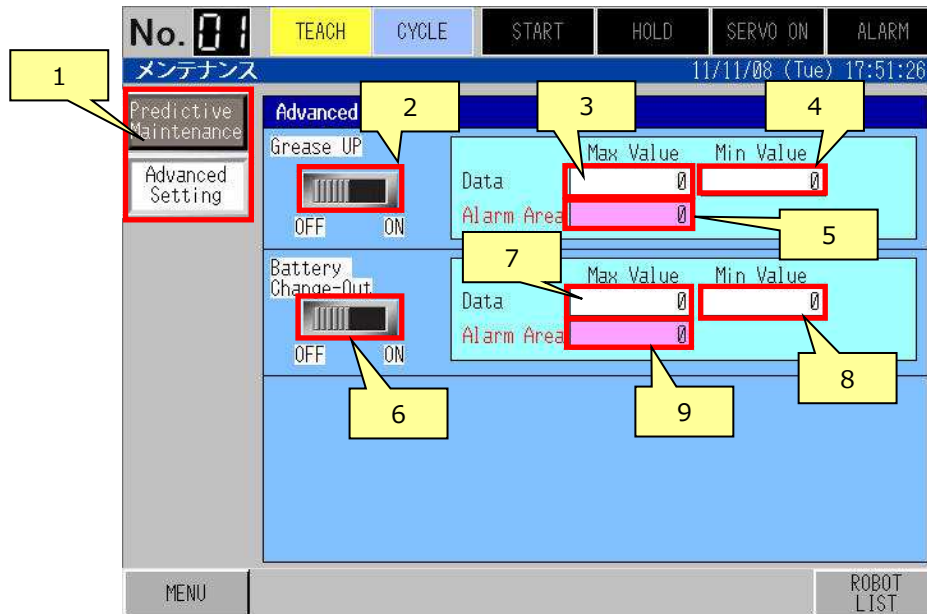 No. 01 TEACH CYCLE START HOLD SERVO ON ALARM
メンテナンス 11/11/08 (Tue) 17:51:26
1
Predictive
Maintenance
Advanced
Setting
Advanced
2
3
4
Grease UP
OFF ON
Max Value Min Value
Data 0 0
Alarm Area 0
5
Battery
Change-Out
OFF ON
6
7
Max Value Min Value
Data 0 0
Alarm Area 0
8
9
MENU
ROBOT
LIST